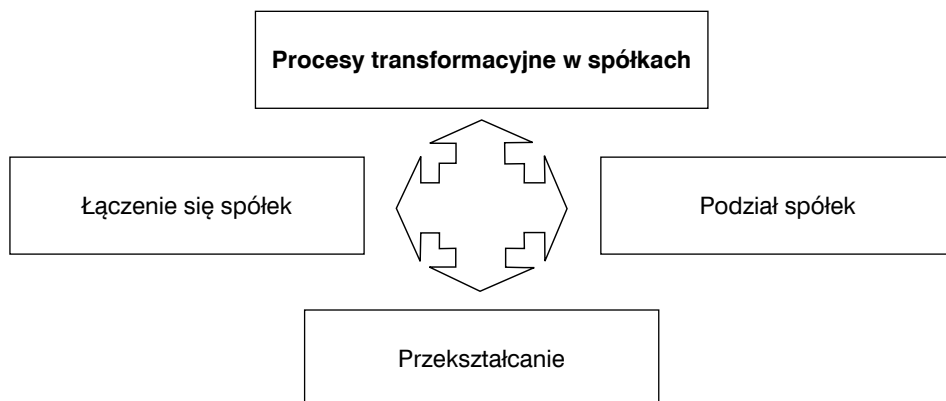 Procesy transformacyjne w spółkach
Łączenie się spółek
Podział spółek
Przekształcanie